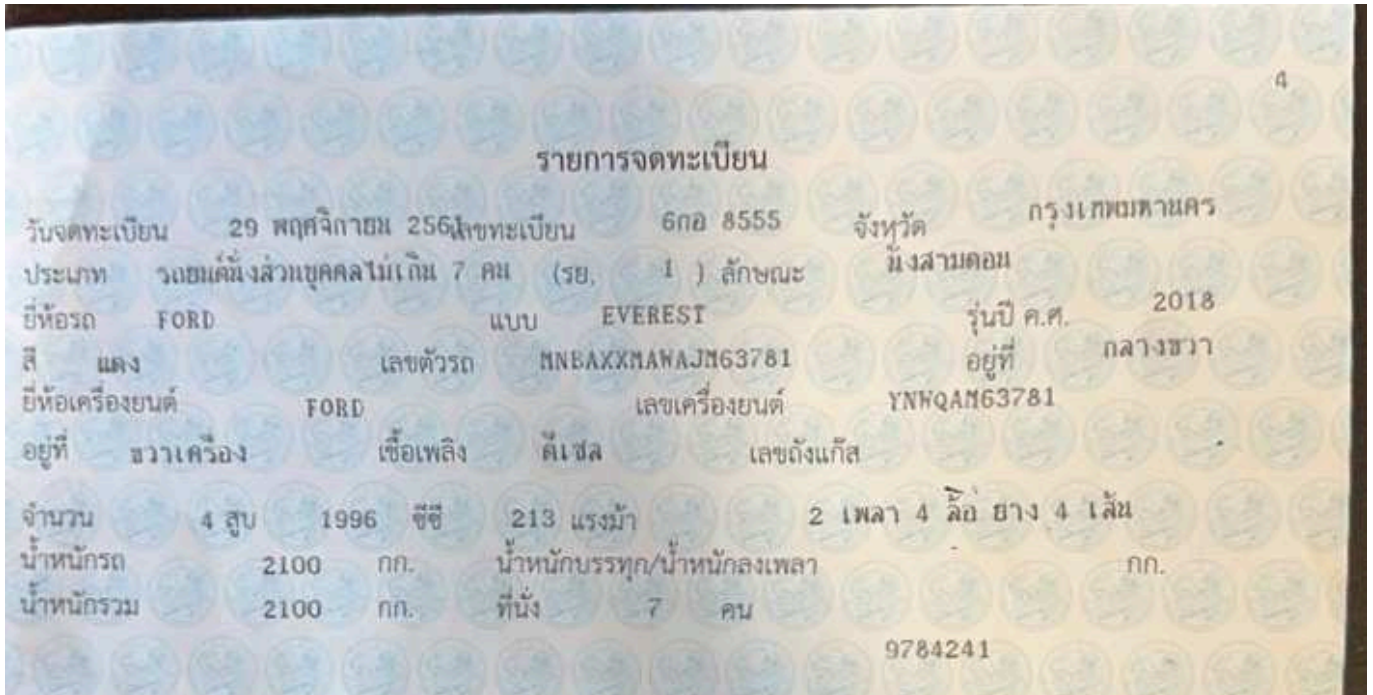 4
รายการจดทะเบียน
วันจดทะเบียน 29 พฤศจิกายน 2561 เลขทะเบียน 6กอ 8555 จังหวัด กรุงเทพมหานคร
ประเภท รถยนต์นั่งส่วนบุคคลไม่เกิน 7 คน (รย. 1 ) ลักษณะ นั่งสามตอน
ยี่ห้อรถ FORD แบบ EVEREST รุ่นปี ค.ศ. 2018
สี แดง เลขตัวรถ MNBAXXMAWAJM63781 อยู่ที่ กลางขวา
ยี่ห้อเครื่องยนต์ FORD เลขเครื่องยนต์ YNWQAM63781
อยู่ที่ ขวาเครื่อง เชื้อเพลิง ดีเซล เลขถังแก๊ส -
จำนวน 4 สูบ 1996 ซีซี 213 แรงม้า 2 เพลา 4 ล้อ ยาง 4 เส้น
น้ำหนักรถ 2100 กก. น้ำหนักบรรทุก/น้ำหนักลงเพลา - กก.
น้ำหนักรวม 2100 กก. ที่นั่ง 7 คน
9784241